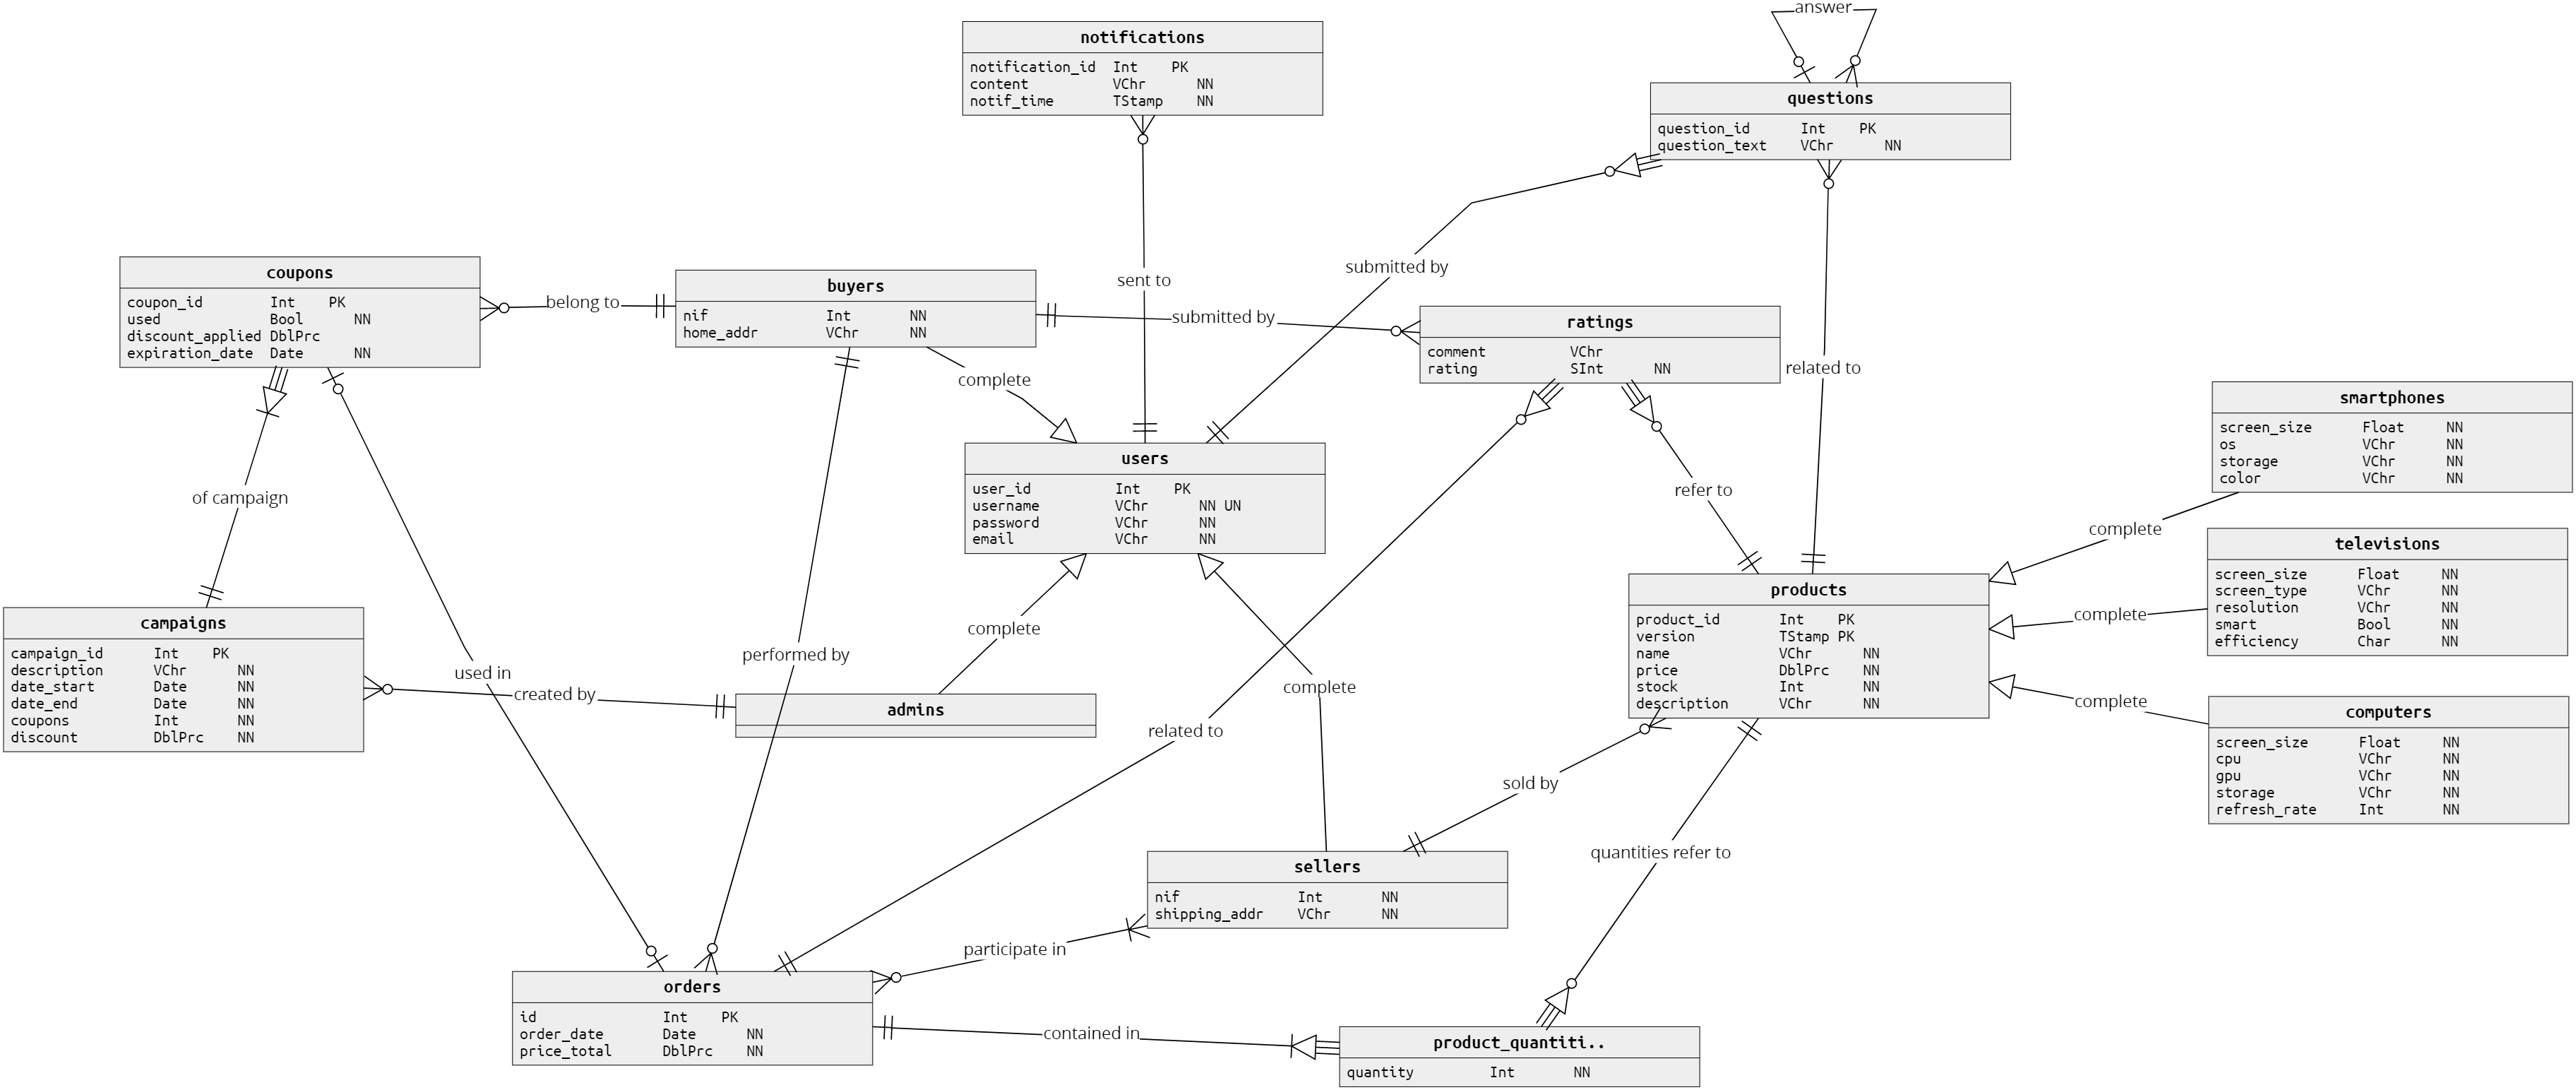 answer
notifications
notification_id Int PK
content VChr NN
notif_time TStamp NN
questions
question_id Int PK
question_text VChr NN
sent to
submitted by
coupons
coupon_id Int PK
used Bool NN
discount_applied DblPrc
expiration_date Date NN
belong to
buyers
nif Int NN
home_addr VChr NN
submitted by
ratings
comment VChr
rating SInt NN
related to
complete
smartphones
screen_size Float NN
os VChr NN
storage VChr NN
color VChr NN
users
user_id Int PK
username VChr NN UN
password VChr NN
email VChr NN
of campaign
refer to
complete
televisions
screen_size Float NN
screen_type VChr NN
resolution VChr NN
smart Bool NN
efficiency Char NN
complete
products
product_id Int PK
version TStamp PK
name VChr NN
price DblPrc NN
stock Int NN
description VChr NN
campaigns
campaign_id Int PK
description VChr NN
date_start Date NN
date_end Date NN
coupons Int NN
discount DblPrc NN
used in
created by
performed by
complete
admins
complete
related to
complete
computers
screen_size Float NN
cpu VChr NN
gpu VChr NN
storage VChr NN
refresh_rate Int NN
sold by
quantities refer to
sellers
nif Int NN
shipping_addr VChr NN
participate in
orders
id Int PK
order_date Date NN
price_total DblPrc NN
contained in
product_quantiti..
quantity Int NN